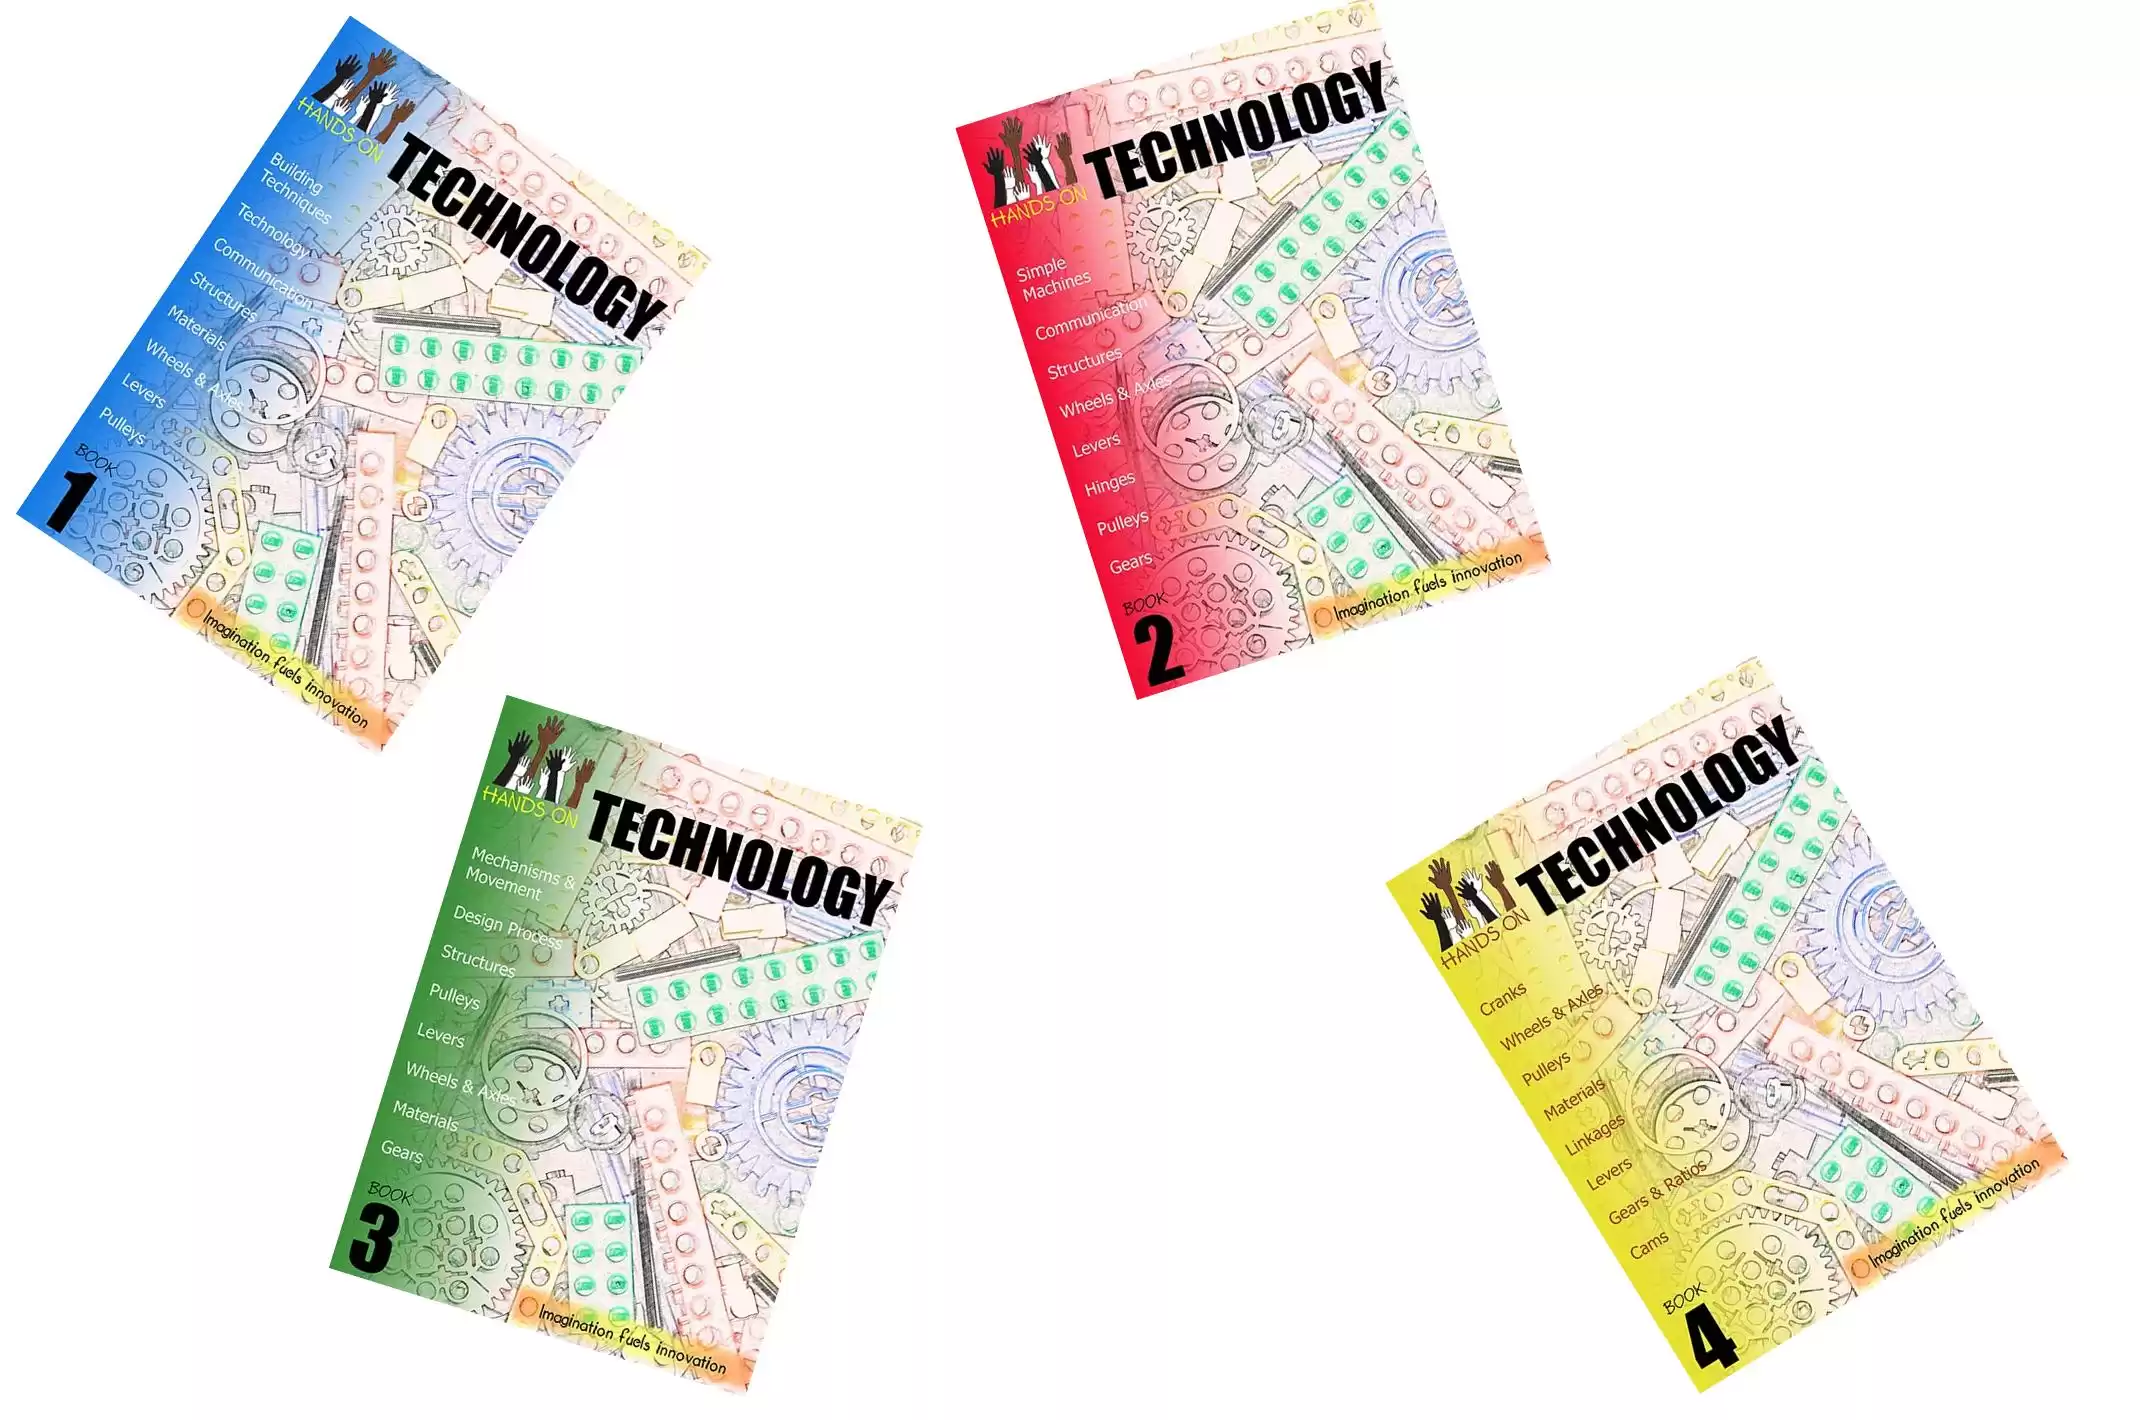 HANDS ON
TECHNOLOGY
Building
Techniques
Technology
Communication
Structures
Materials
Wheels & Axles
Levers
Pulleys
BOOK
1
Imagination fuels innovation
HANDS ON
TECHNOLOGY
Simple
Machines
Communication
Structures
Wheels & Axles
Levers
Hinges
Pulleys
Gears
BOOK
2
Imagination fuels innovation
HANDS ON
TECHNOLOGY
Mechanisms &
Movement
Design Process
Structures
Pulleys
Levers
Wheels & Axles
Materials
Gears
BOOK
3
Imagination fuels innovation
HANDS ON
TECHNOLOGY
Cranks
Wheels & Axles
Pulleys
Materials
Linkages
Levers
Gears & Ratios
Cams
BOOK
4
Imagination fuels innovation